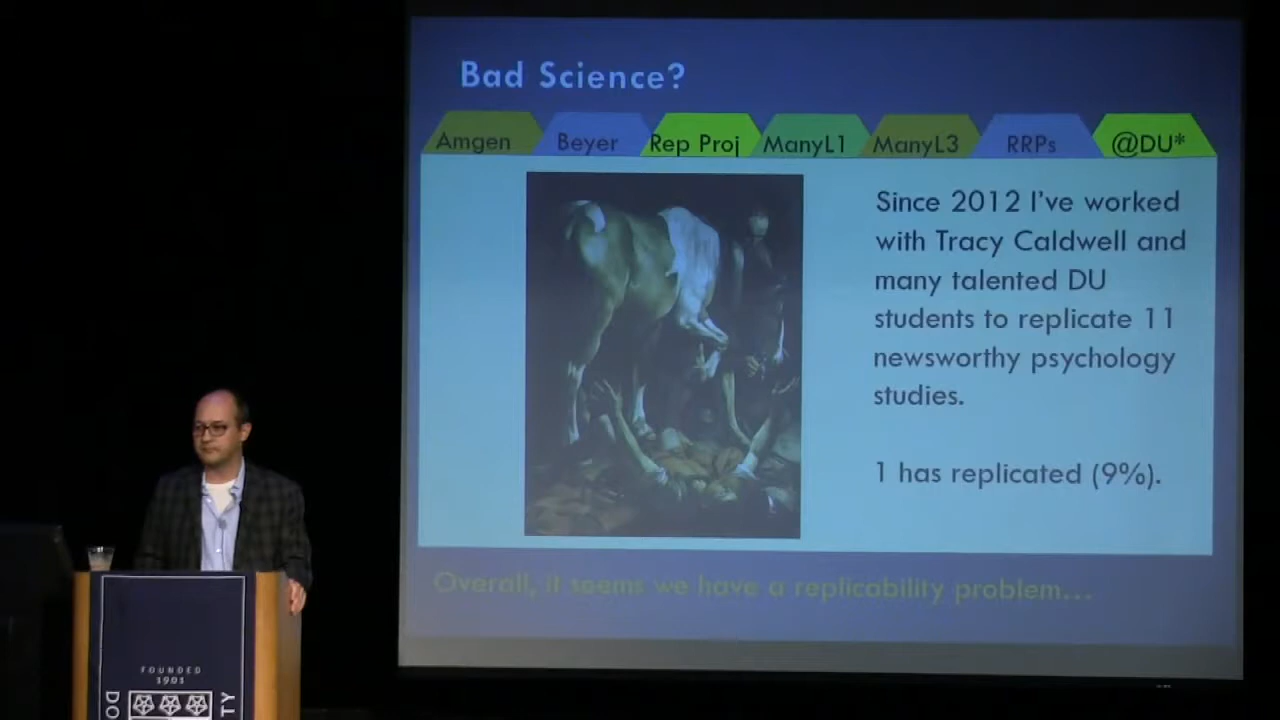 Bad Science?
Amgen
Beyer
Rep Proj
ManyL1
ManyL3
RRPs
@DU*
Since 2012 I've worked
with Tracy Caldwell and
many talented DU
students to replicate 11
newsworthy psychology
studies.
1 has replicated (9%).
Overall, it seems we have a replicability problem...
FOUNDED
1901
DO
TY